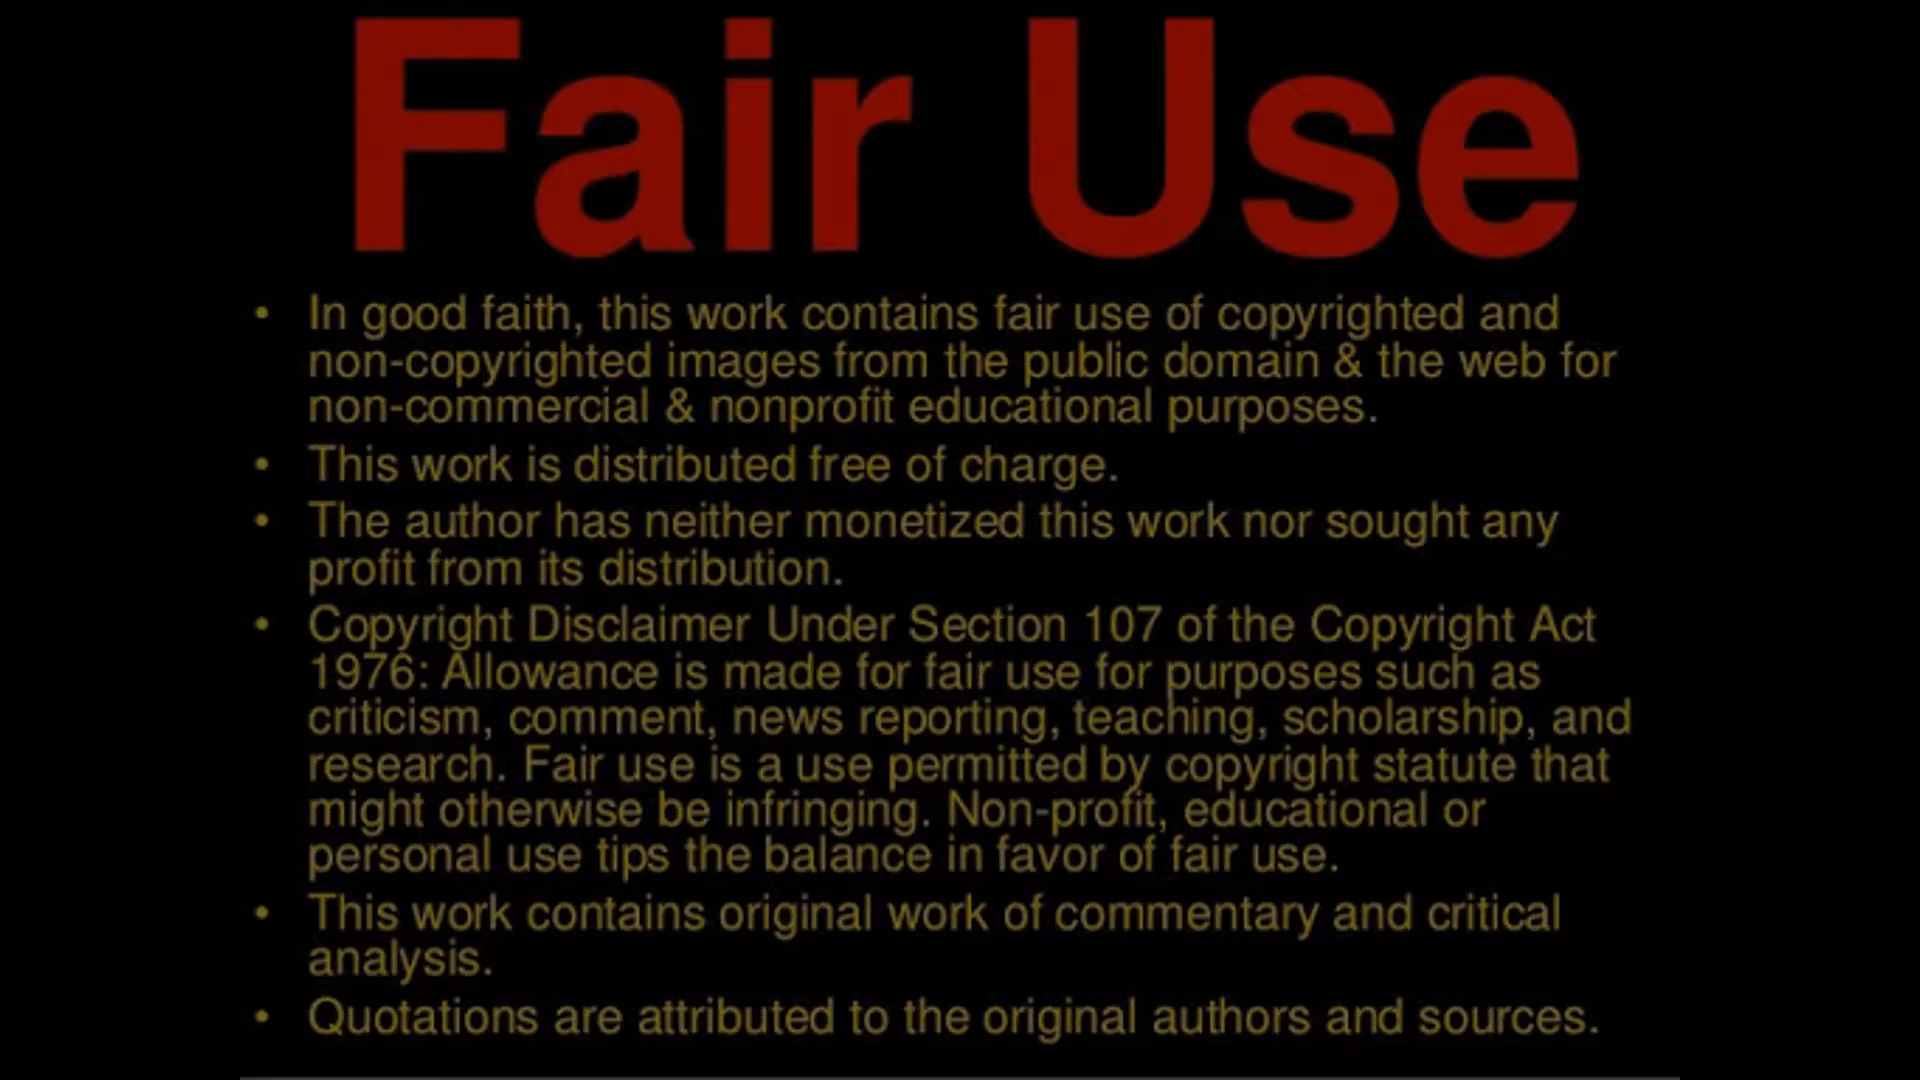 Fair Use
• In good faith, this work contains fair use of copyrighted and
non-copyrighted images from the public domain & the web for
non-commercial & nonprofit educational purposes.
• This work is distributed free of charge.
• The author has neither monetized this work nor sought any
profit from its distribution.
• Copyright Disclaimer Under Section 107 of the Copyright Act
1976: Allowance is made for fair use for purposes such as
criticism, comment, news reporting, teaching, scholarship, and
research. Fair use is a use permitted by copyright statute that
might otherwise be infringing. Non-profit, educational or
personal use tips the balance in favor of fair use.
• This work contains original work of commentary and critical
analysis.
• Quotations are attributed to the original authors and sources.